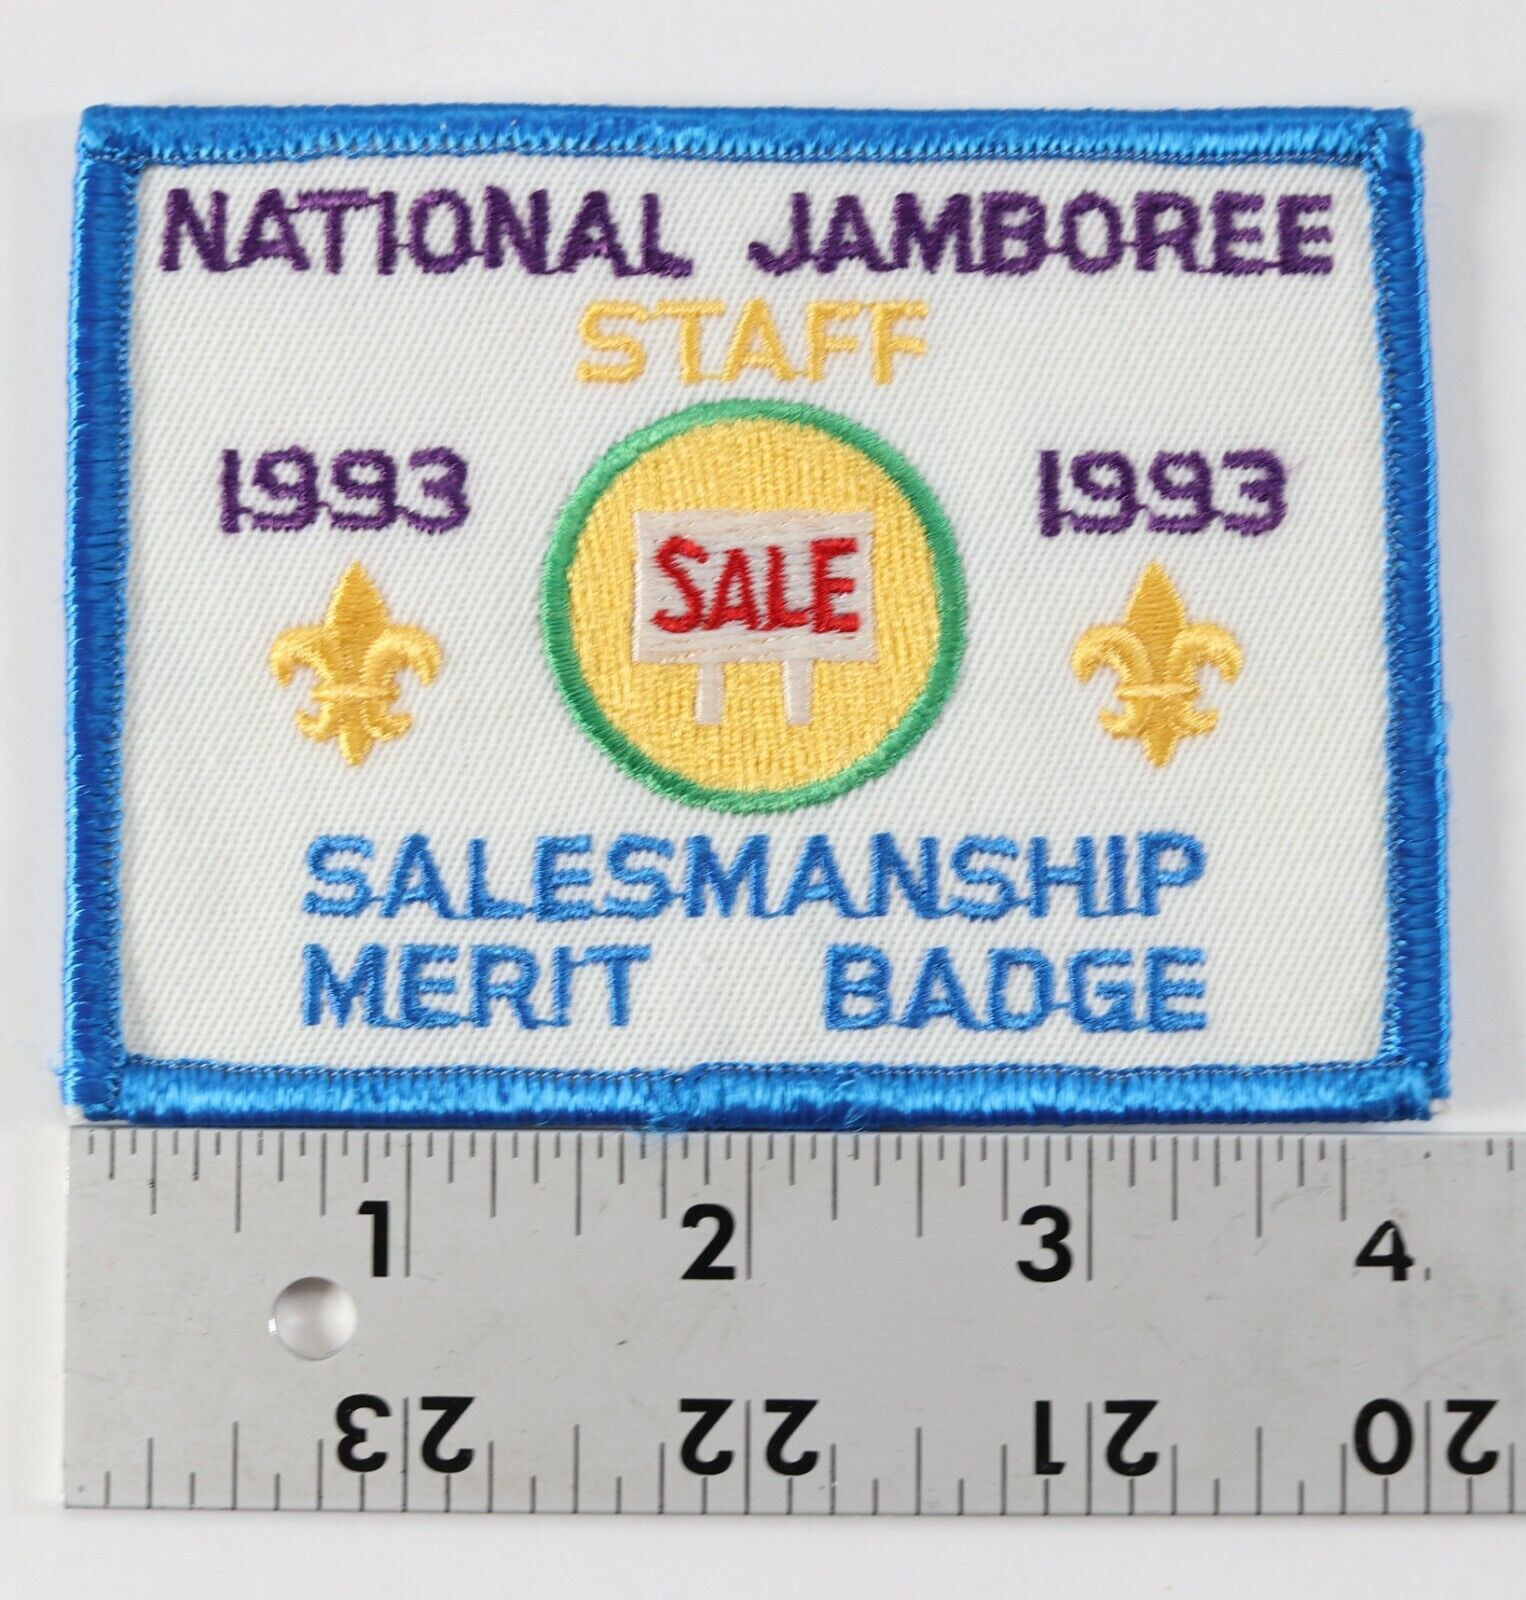 NATIONAL JAMBOREE
STAFF
1993 1993
SALE
SALESMANSHIP
MERIT BADGE
1 2 3 4
23 22 21 20